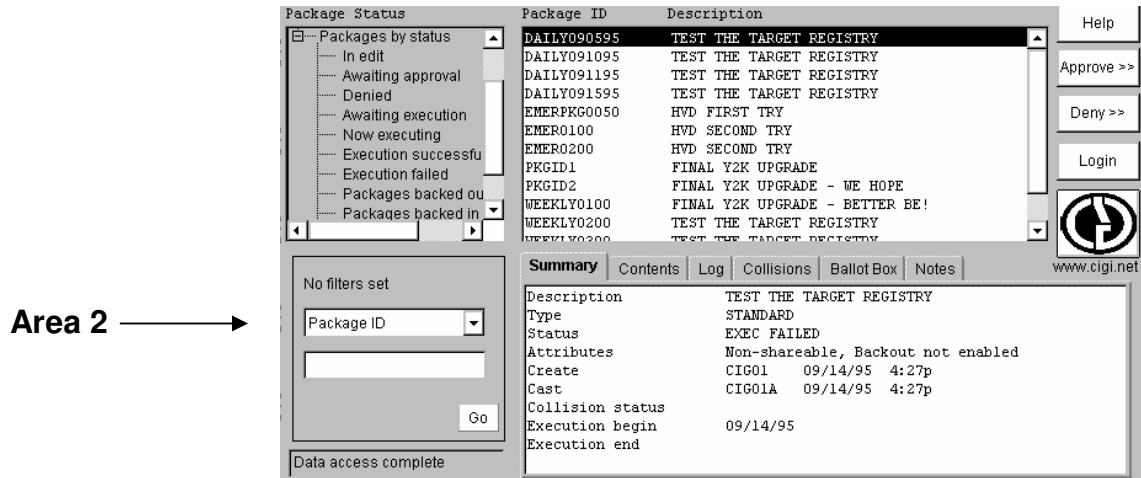 Package Status
Packages by status
In edit
Awaiting approval
Denied
Awaiting execution
Now executing
Execution successfu
Execution failed
Packages backed ou
Packages backed in
Package ID Description
DAILY090595 TEST THE TARGET REGISTRY
DAILY091095 TEST THE TARGET REGISTRY
DAILY091195 TEST THE TARGET REGISTRY
DAILY091595 TEST THE TARGET REGISTRY
EMERPKG0050 HVD FIRST TRY
EMER0100 HVD SECOND TRY
EMER0200 HVD SECOND TRY
PKGID1 FINAL Y2K UPGRADE
PKGID2 FINAL Y2K UPGRADE - WE HOPE
WEEKLY0100 FINAL Y2K UPGRADE - BETTER BE!
WEEKLY0200 TEST THE TARGET REGISTRY
WEEKLY0300 TEST THE TARGET REGISTRY
Help
Approve >>
Deny >>
Login
www.cigi.net
Area 2
No filters set
Package ID
Go
Data access complete
Summary Contents Log Collisions Ballot Box Notes
Description TEST THE TARGET REGISTRY
Type STANDARD
Status EXEC FAILED
Attributes Non-shareable, Backout not enabled
Create CIG01 09/14/95 4:27p
Cast CIG01A 09/14/95 4:27p
Collision status
Execution begin 09/14/95
Execution end